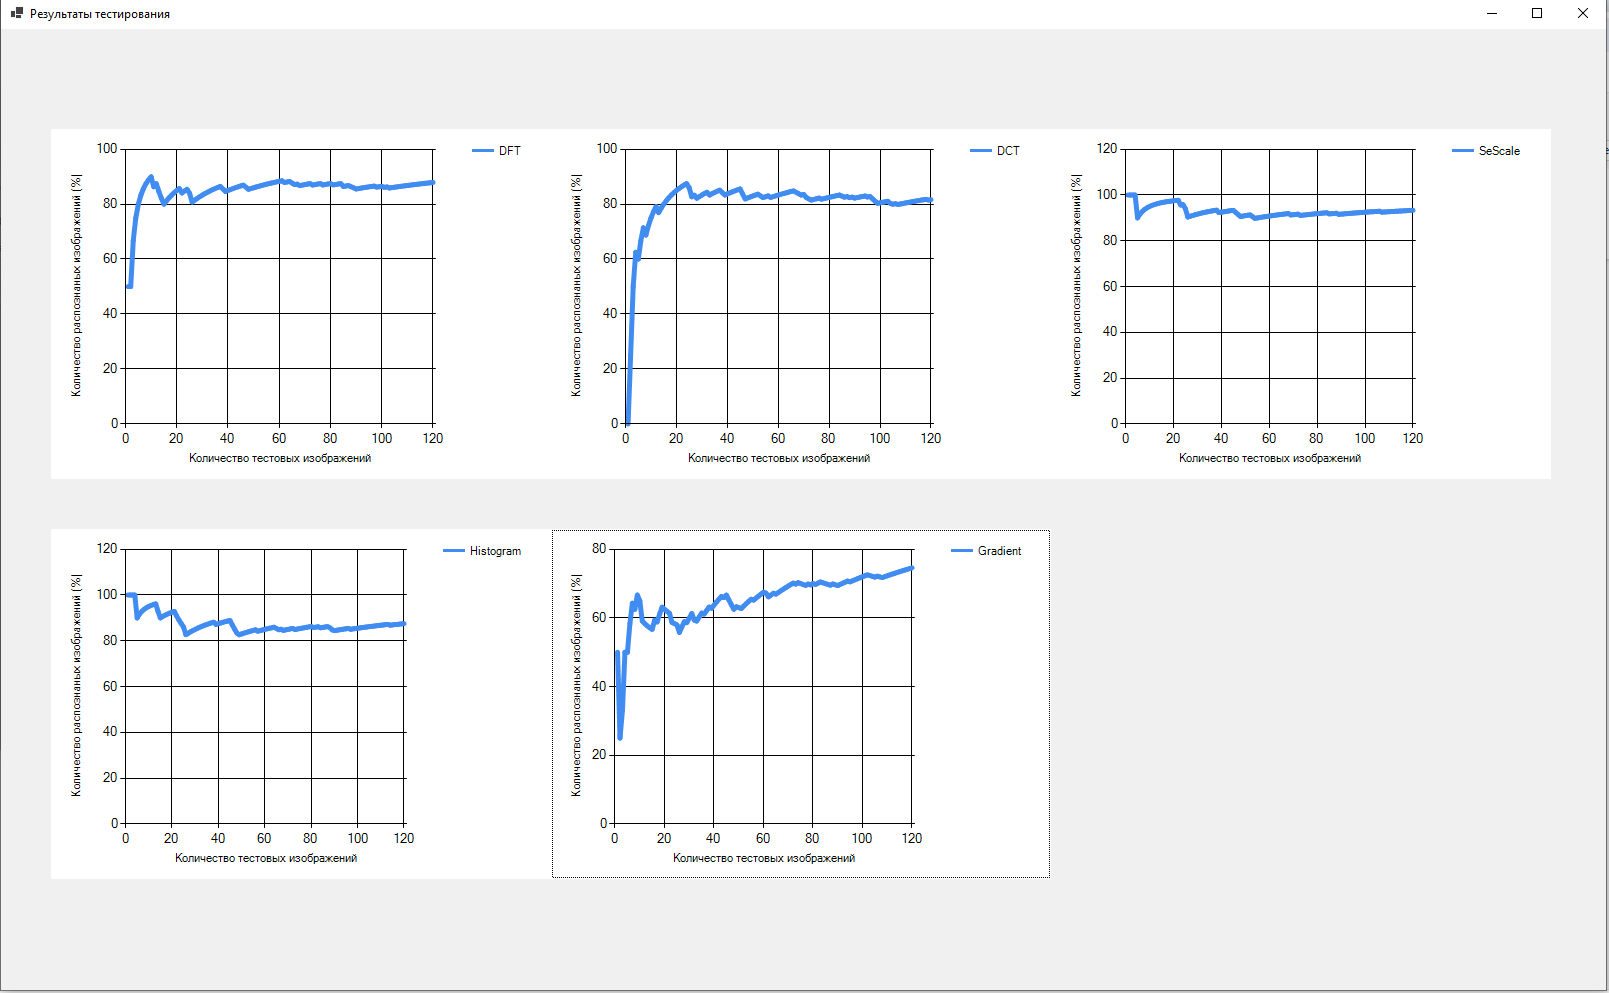 Результаты тестирования
100
80
60
40
20
0
0 20 40 60 80 100 120
Количество распознаных изображений (%|
Количество тестовых изображений
DFT
100
80
60
40
20
0
0 20 40 60 80 100 120
Количество распознаных изображений (%|
Количество тестовых изображений
DCT
120
100
80
60
40
20
0
0 20 40 60 80 100 120
Количество распознаных изображений (%|
Количество тестовых изображений
SeScale
120
100
80
60
40
20
0
0 20 40 60 80 100 120
Количество распознаных изображений (%|
Количество тестовых изображений
Histogram
80
60
40
20
0
0 20 40 60 80 100 120
Количество распознаных изображений (%|
Количество тестовых изображений
Gradient